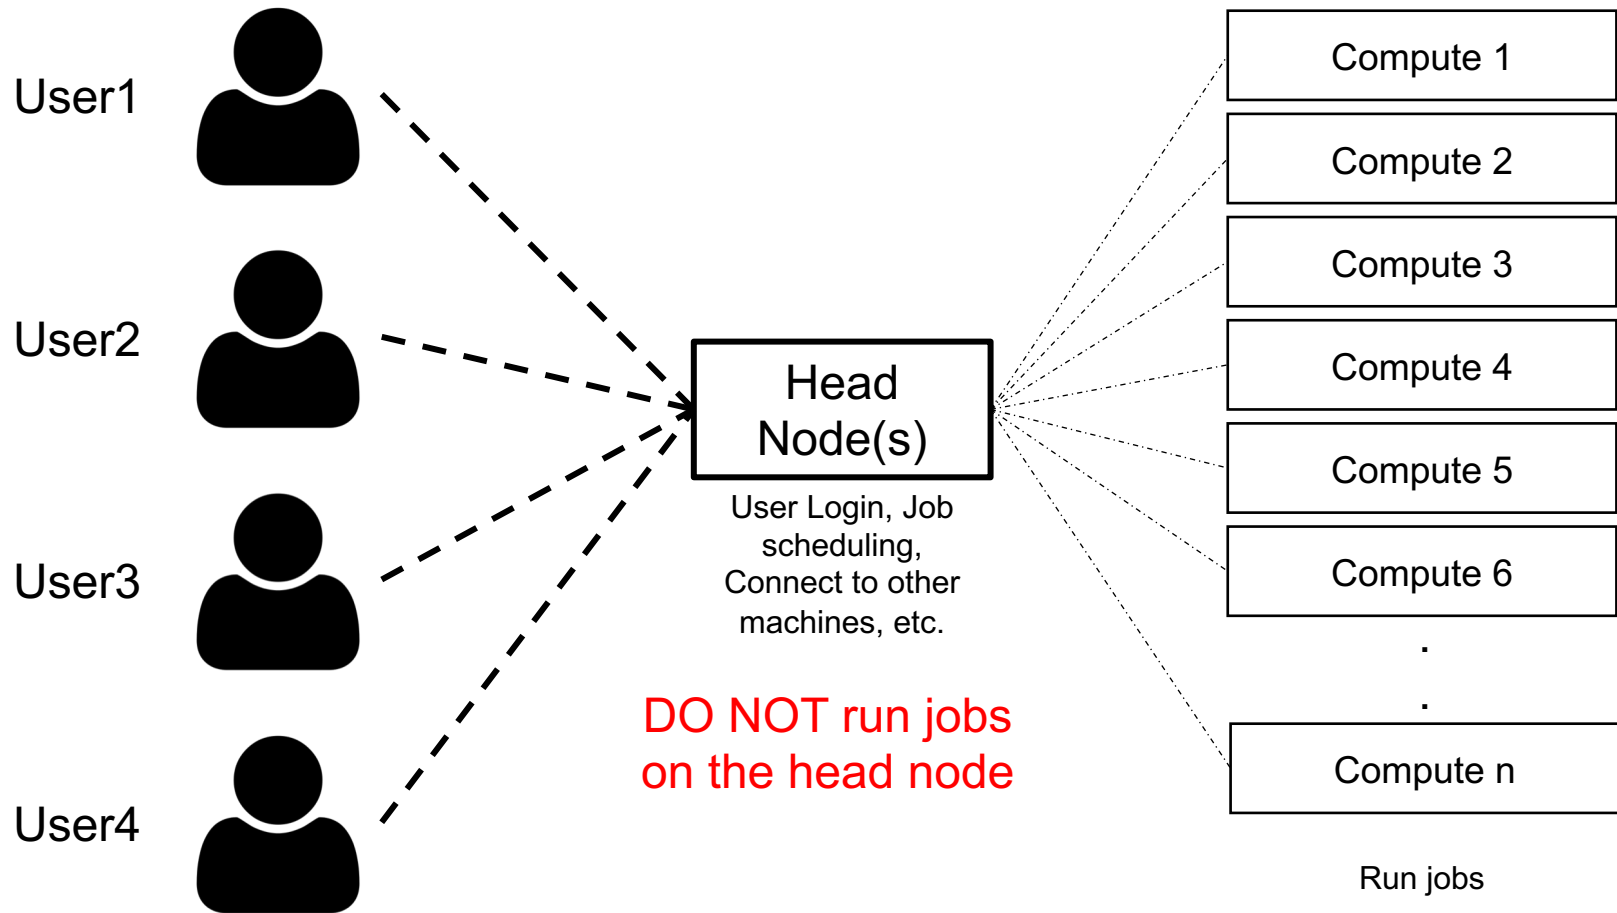 User1
User2
User3
User4
Head
Node(s)
User Login, Job
scheduling,
Connect to other
machines, etc.
DO NOT run jobs
on the head node
Compute 1
Compute 2
Compute 3
Compute 4
Compute 5
Compute 6
.
.
Compute n
Run jobs